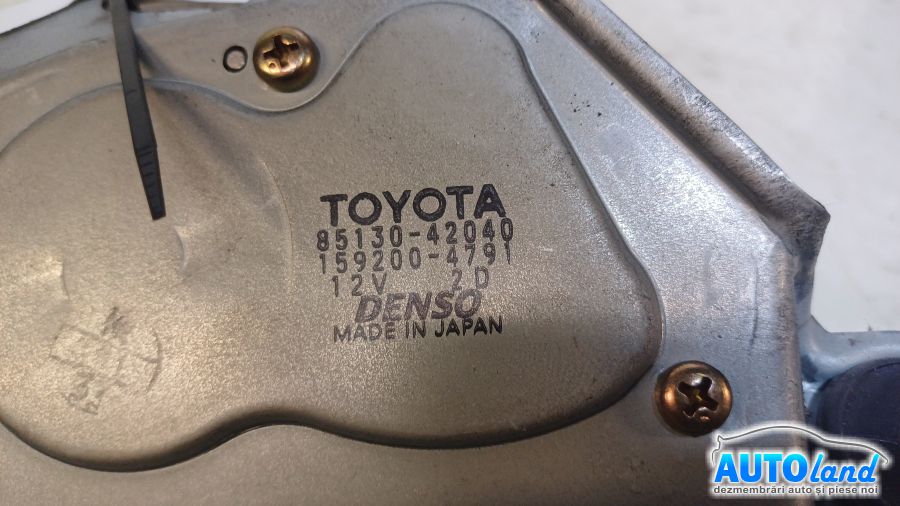 TOYOTA
85130-42040
159200-4791
12V 2D
DENSO
MADE IN JAPAN
AUTOland
dezmembrări auto și piese noi